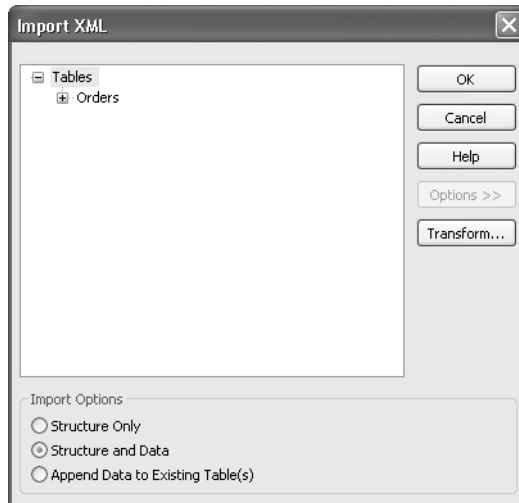 Import XML
Tables
Orders
OK
Cancel
Help
Options >>
Transform...
Import Options
Structure Only
Structure and Data
Append Data to Existing Table(s)